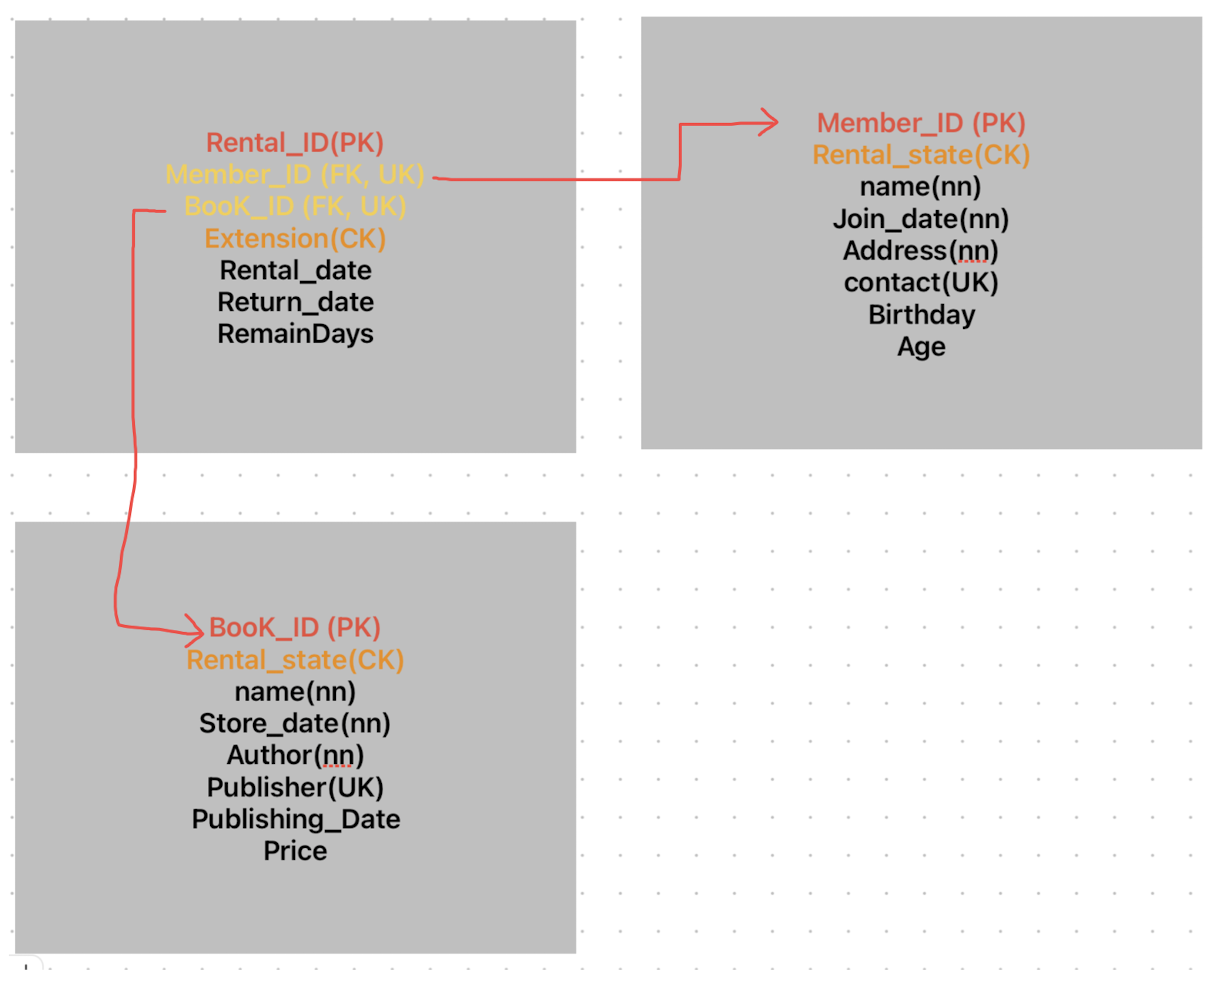 Rental_ID(PK)
Member_ID (FK, UK)
BooK_ID (FK, UK)
Extension(CK)
Rental_date
Return_date
RemainDays
Member_ID (PK)
Rental_state(CK)
name(nn)
Join_date(nn)
Address(nn)
contact(UK)
Birthday
Age
BooK_ID (PK)
Rental_state(CK)
name(nn)
Store_date(nn)
Author(nn)
Publisher(UK)
Publishing_Date
Price